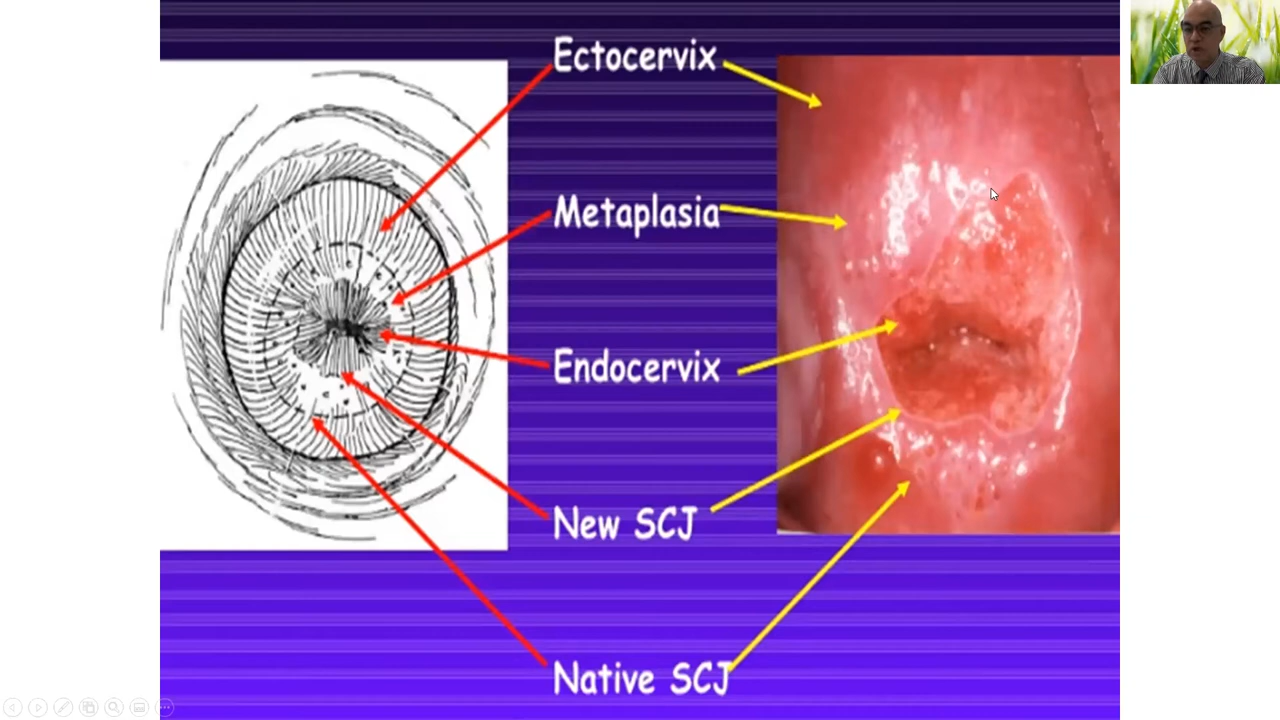 Ectocervix
Metaplasia
Endocervix
New SCJ
Native SCJ